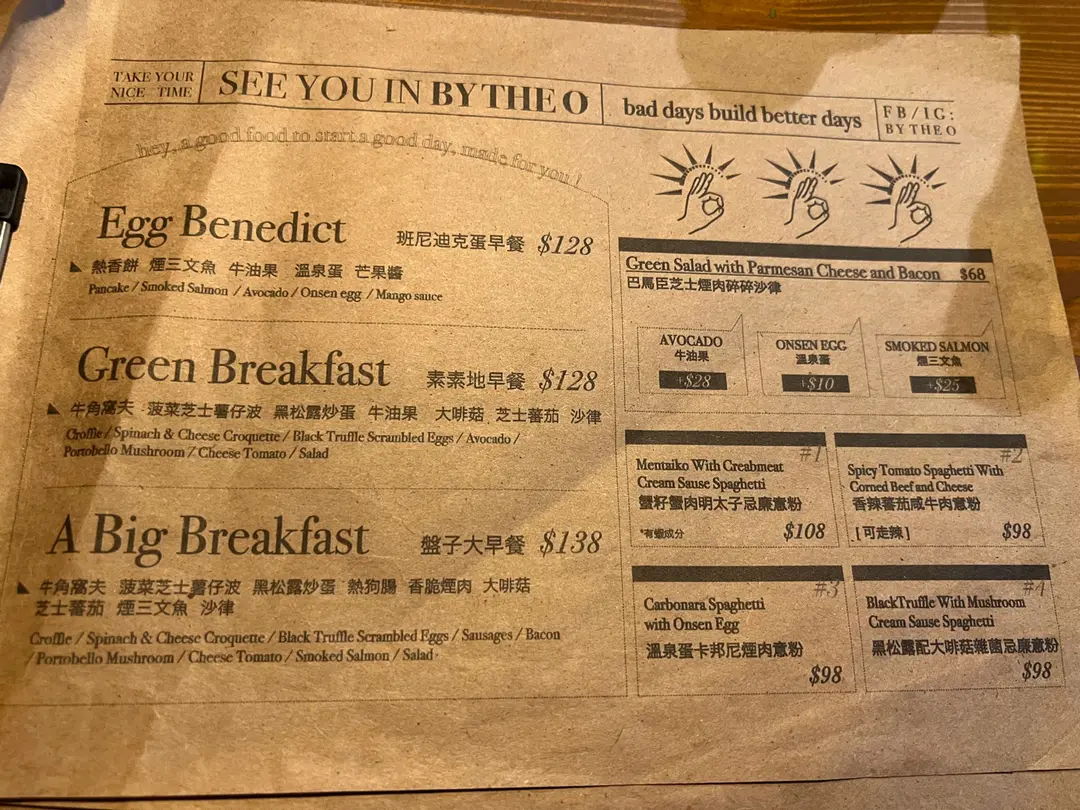 TAKE YOUR
NICE TIME
SEE YOU IN BY THE O
bad days build better days
FB/IG:
BYTHEO
hey, a good food to start a good day, made for you !
Egg Benedict 班尼迪克蛋早餐 $128
熱香餅 煙三文魚 牛油果 溫泉蛋 芒果醬
Pancake / Smoked Salmon / Avocado / Onsen egg / Mango sauce
Green Breakfast 素素地早餐 $128
牛角窩夫 菠菜芝士薯仔波 黑松露炒蛋 牛油果 大啡菇 芝士蕃茄 沙律
Croffle / Spinach & Cheese Croquette / Black Truffle Scrambled Eggs / Avocado /
Portobello Mushroom / Cheese Tomato / Salad
A Big Breakfast 盤子大早餐 $138
牛角窩夫 菠菜芝士薯仔波 黑松露炒蛋 熱狗腸 香脆煙肉 大啡菇
芝士蕃茄 煙三文魚 沙律
Croffle / Spinach & Cheese Croquette / Black Truffle Scrambled Eggs / Sausages / Bacon
/ Portobello Mushroom / Cheese Tomato / Smoked Salmon / Salad
Green Salad with Parmesan Cheese and Bacon $68
巴馬臣芝士煙肉碎碎沙律
AVOCADO
牛油果
+$28
ONSEN EGG
溫泉蛋
+$10
SMOKED SALMON
煙三文魚
+$25
#1
Mentaiko With Creabmeat
Cream Sause Spaghetti
蟹籽蟹肉明太子忌廉意粉
*有蝦成分 $108
#2
Spicy Tomato Spaghetti With
Corned Beef and Cheese
香辣蕃茄咸牛肉意粉
[可走辣] $98
#3
Carbonara Spaghetti
with Onsen Egg
溫泉蛋卡邦尼煙肉意粉
$98
#4
BlackTruffle With Mushroom
Cream Sause Spaghetti
黑松露配大啡菇雜菌忌廉意粉
$98